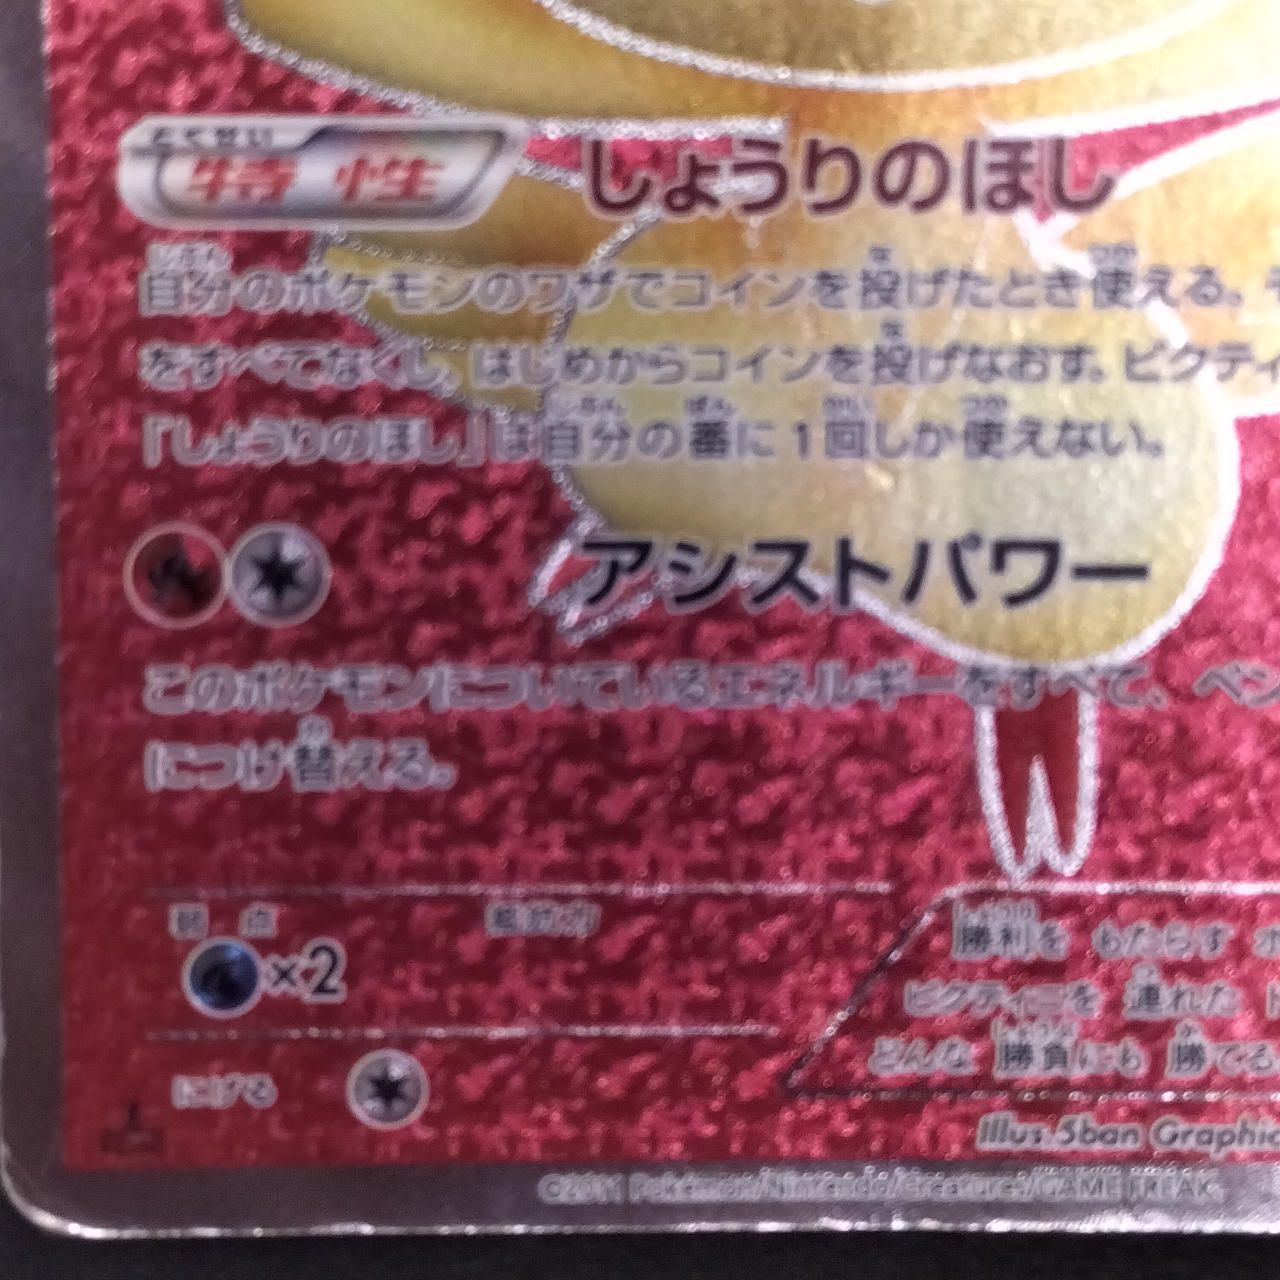 とくせい
特性 しょうりのほし
自分のポケモンのワザでコインを投げたとき使える。そ
をすべてなくし、はじめからコインを投げなおす。ビクティ
「しょうりのほし」は自分の番に1回しか使えない。
アシストパワー
このポケモンについているエネルギーをすべて、ベン
につけ替える。
弱点 抵抗力
×2
にげる
勝利を もたらす ポ
ビクティニを 連れた ト
どんな 勝負にも 勝てる
Illus. 5ban Graphic
©2011 Pokémon/Nintendo/Creatures/GAME FREAK.